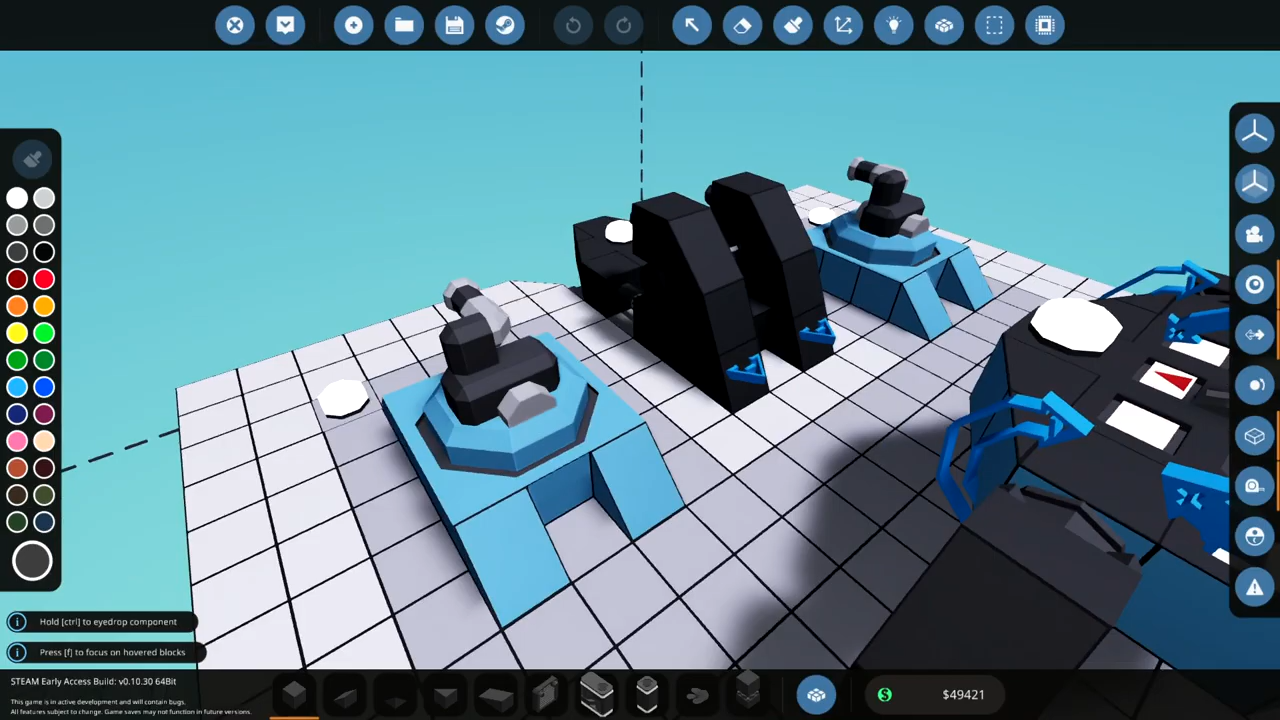 Hold [ctrl] to eyedrop component
Press [f] to focus on hovered blocks
STEAM Early Access Build: v0.10.30 64Bit
This game is in active development and will contain bugs.
All features subject to change. Game saves may not function in future versions.
$49421